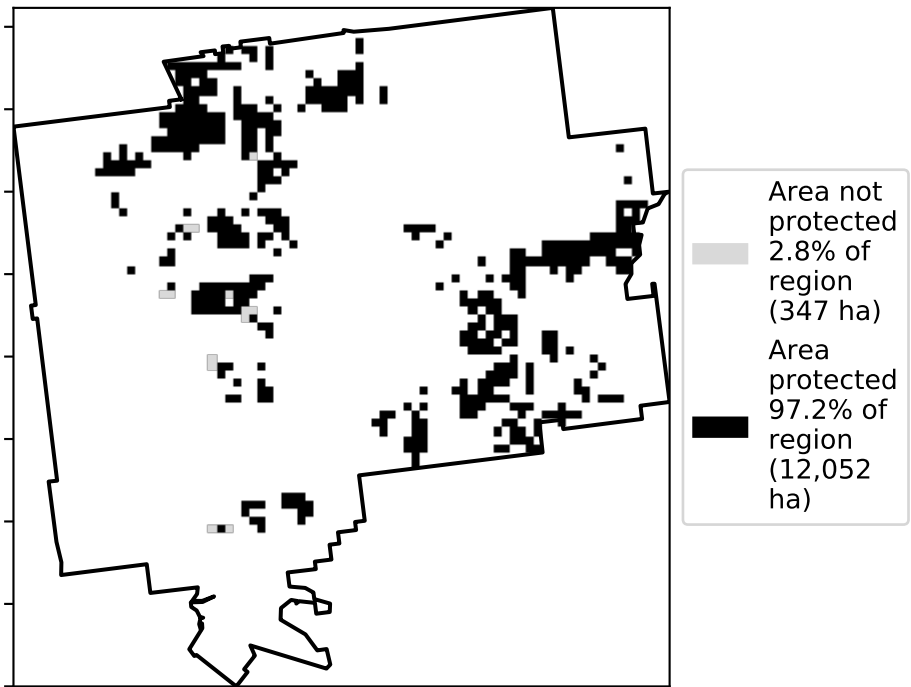 Area not
protected
2.8% of
region
(347 ha)
Area
protected
97.2% of
region
(12,052
ha)